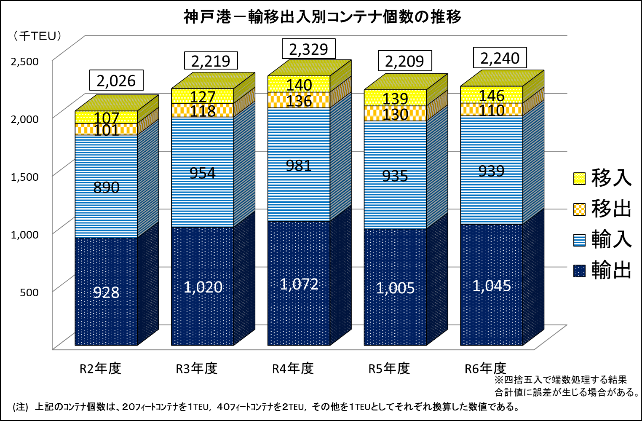 神戸港－輸移出入別コンテナ個数の推移
（千TEU）
2,500
2,000
1,500
1,000
500
2,026
2,219
2,329
2,209
2,240
107
127
140
139
146
101
118
136
130
110
890
954
981
935
939
928
1,020
1,072
1,005
1,045
移入
移出
輸入
輸出
R2年度
R3年度
R4年度
R5年度
R6年度
※四捨五入で端数処理する結果
合計値に誤差が生じる場合がある。
(注) 上記のコンテナ個数は、20フィートコンテナを1TEU, 40フィートコンテナを2TEU, その他を1TEUとしてそれぞれ換算した数値である。